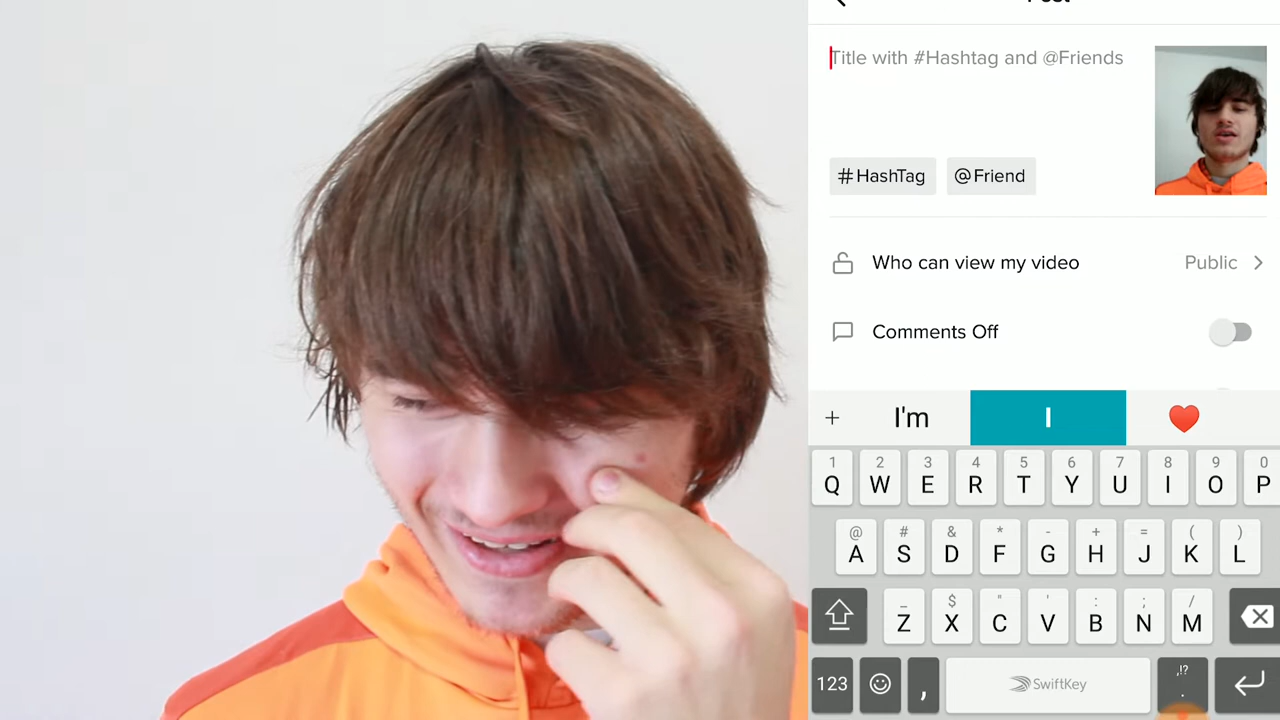 Post
Title with #Hashtag and @Friends
# HashTag @ Friend
Who can view my video Public
Comments Off
+ I'm I
1 2 3 4 5 6 7 8 9 0
Q W E R T Y U I O P
@ # & * - + = ( )
A S D F G H J K L
_ $ " ' : ; /
Z X C V B N M
,!?
123 , SwiftKey .